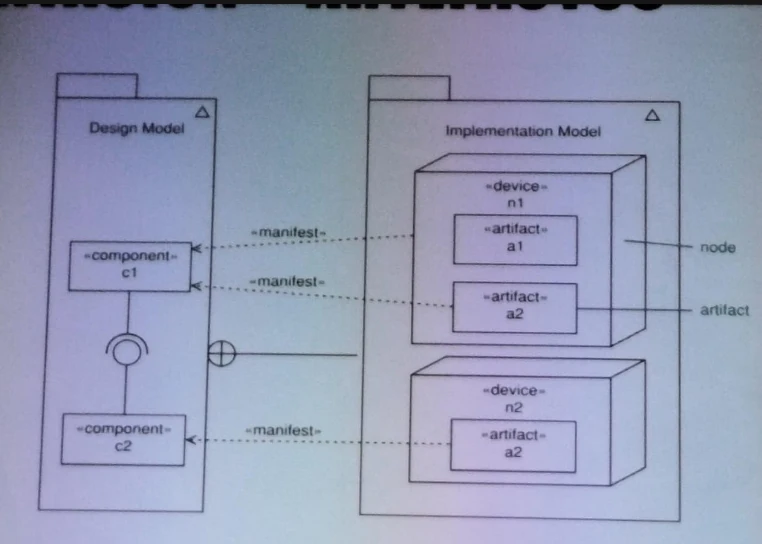 Design Model
Implementation Model
«device»
n1
«manifest»
«artifact»
a1
node
«component»
c1
«manifest»
«artifact»
a2
artifact
«device»
n2
«component»
c2
«manifest»
«artifact»
a2